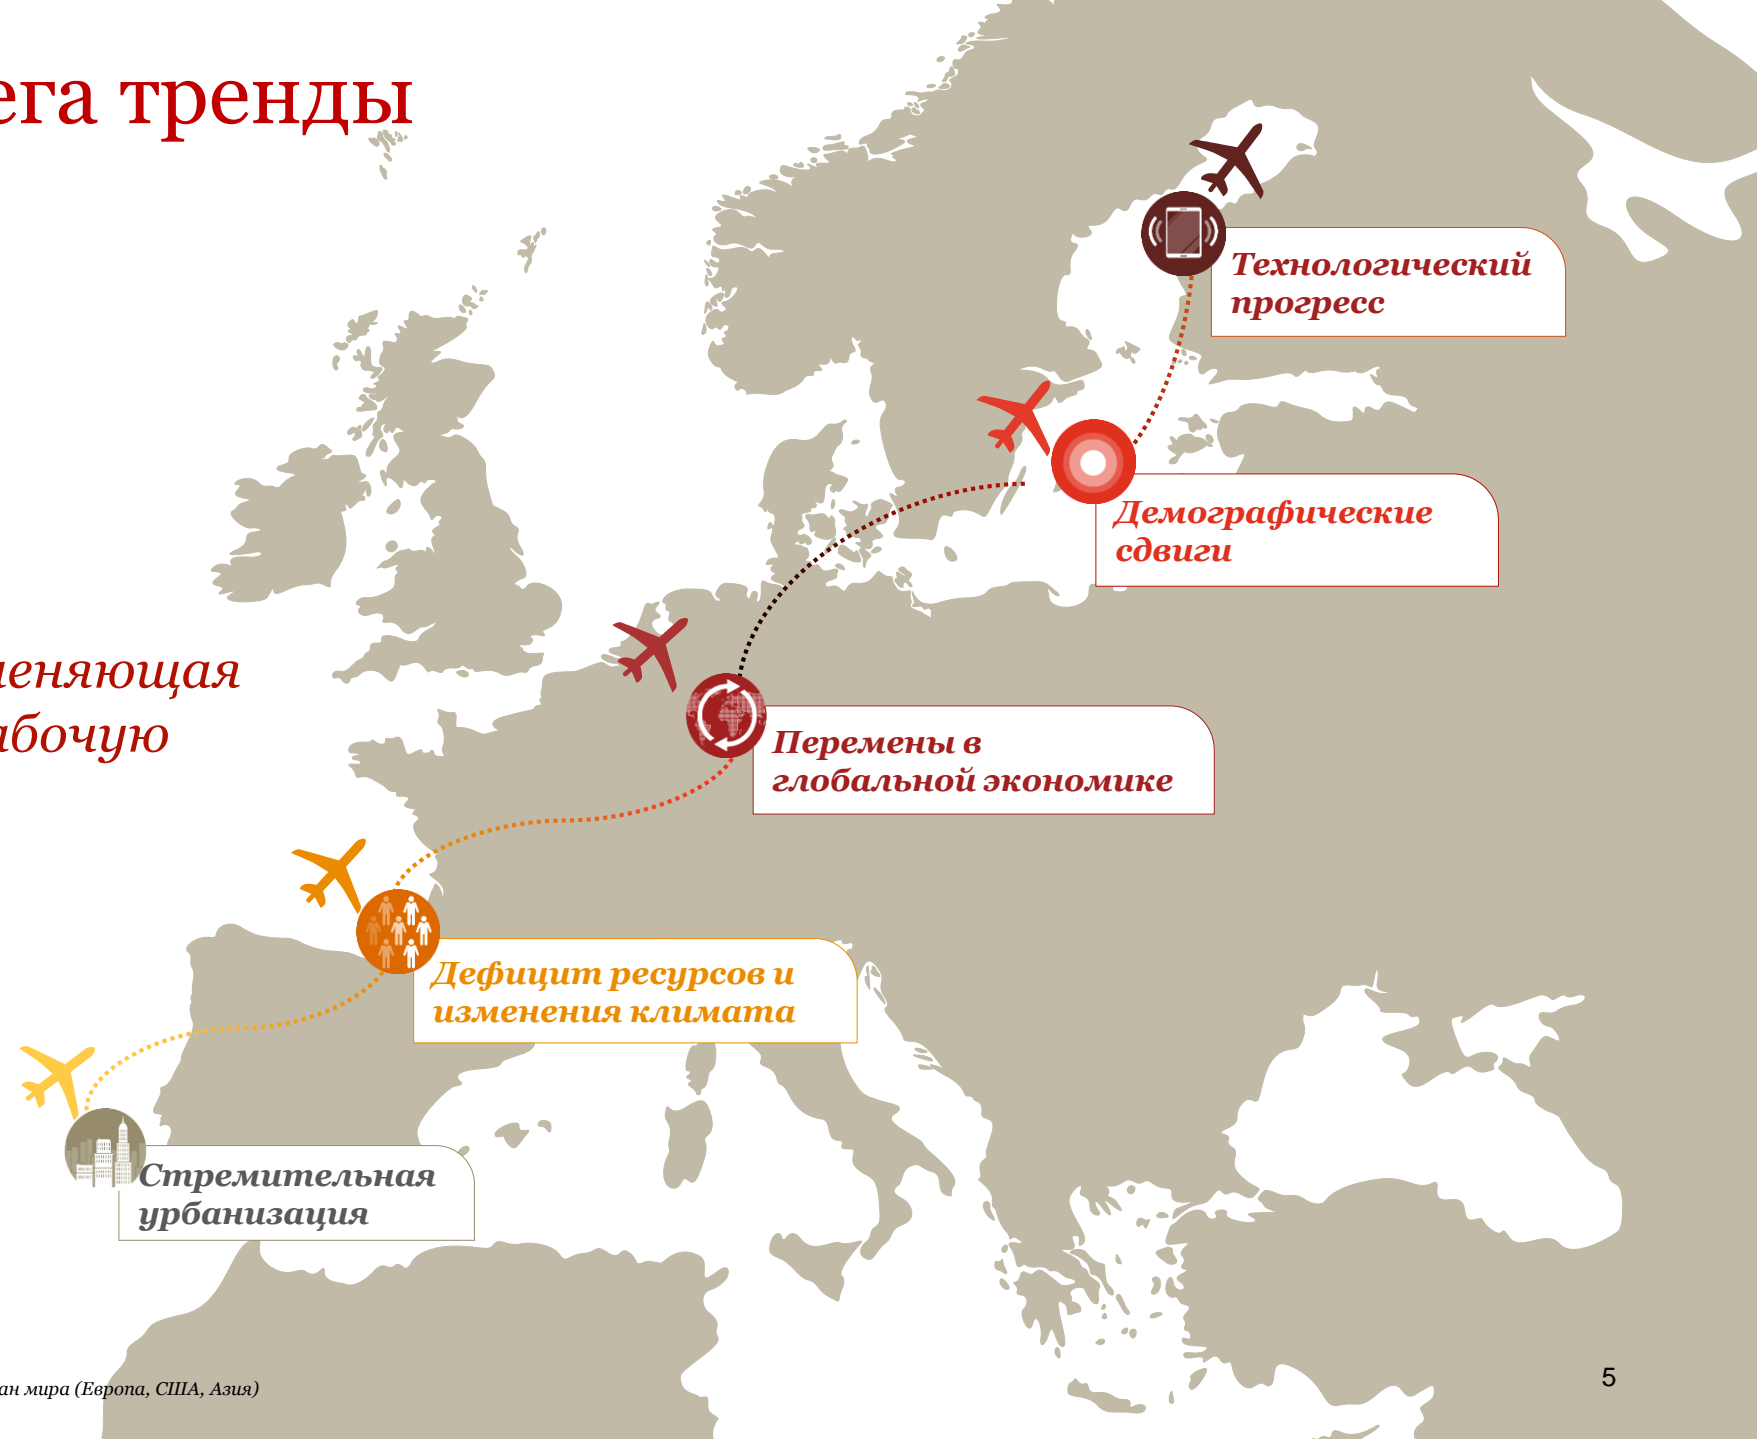 ега тренды
Технологический
прогресс
Демографические
сдвиги
еняющая
бочую
Перемены в
глобальной экономике
Дефицит ресурсов и
изменения климата
Стремительная
урбанизация
ан мира (Европа, США, Азия)
5